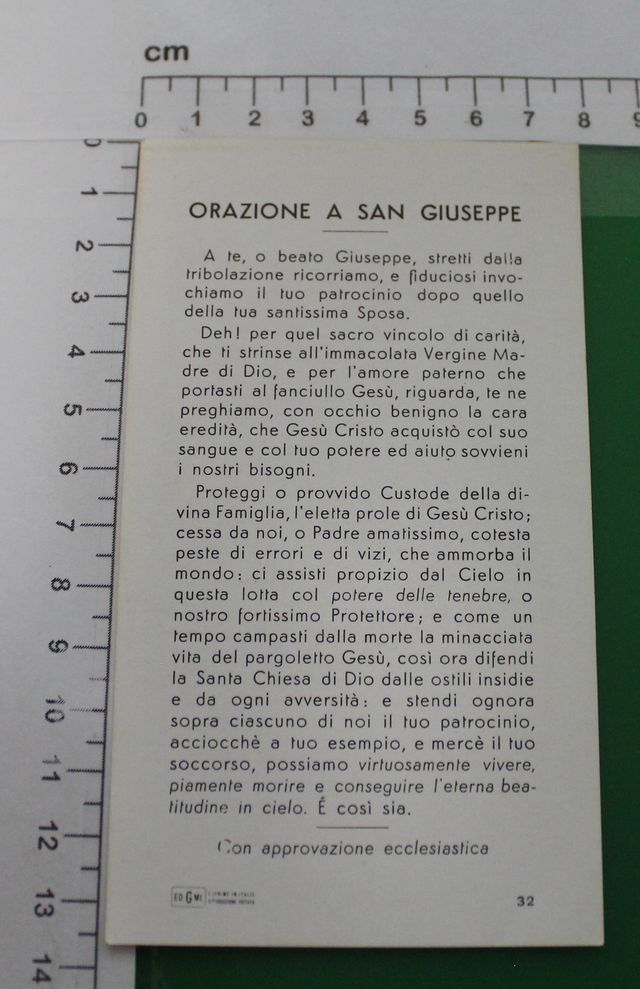 cm
0 1 2 3 4 5 6 7 8 9
0
1
2
3
4
5
6
7
8
9
10
11
12
13
14
ORAZIONE A SAN GIUSEPPE
A te, o beato Giuseppe, stretti dalla
tribolazione ricorriamo, e fiduciosi invo-
chiamo il tuo patrocinio dopo quello
della tua santissima Sposa.
Deh! per quel sacro vincolo di carità,
che ti strinse all'immacolata Vergine Ma-
dre di Dio, e per l'amore paterno che
portasti al fanciullo Gesù, riguarda, te ne
preghiamo, con occhio benigno la cara
eredità, che Gesù Cristo acquistò col suo
sangue e col tuo potere ed aiuto sovvieni
i nostri bisogni.
Proteggi o provvido Custode della di-
vina Famiglia, l'eletta prole di Gesù Cristo;
cessa da noi, o Padre amatissimo, cotesta
peste di errori e di vizi, che ammorba il
mondo: ci assisti propizio dal Cielo in
questa lotta col potere delle tenebre, o
nostro fortissimo Protettore; e come un
tempo campasti dalla morte la minacciata
vita del pargoletto Gesù, così ora difendi
la Santa Chiesa di Dio dalle ostili insidie
e da ogni avversità: e stendi ognora
sopra ciascuno di noi il tuo patrocinio,
acciocchè a tuo esempio, e mercè il tuo
soccorso, possiamo virtuosamente vivere,
piamente morire e conseguire l'eterna bea-
titudine in cielo. É così sia.
Con approvazione ecclesiastica
ED G MI
32